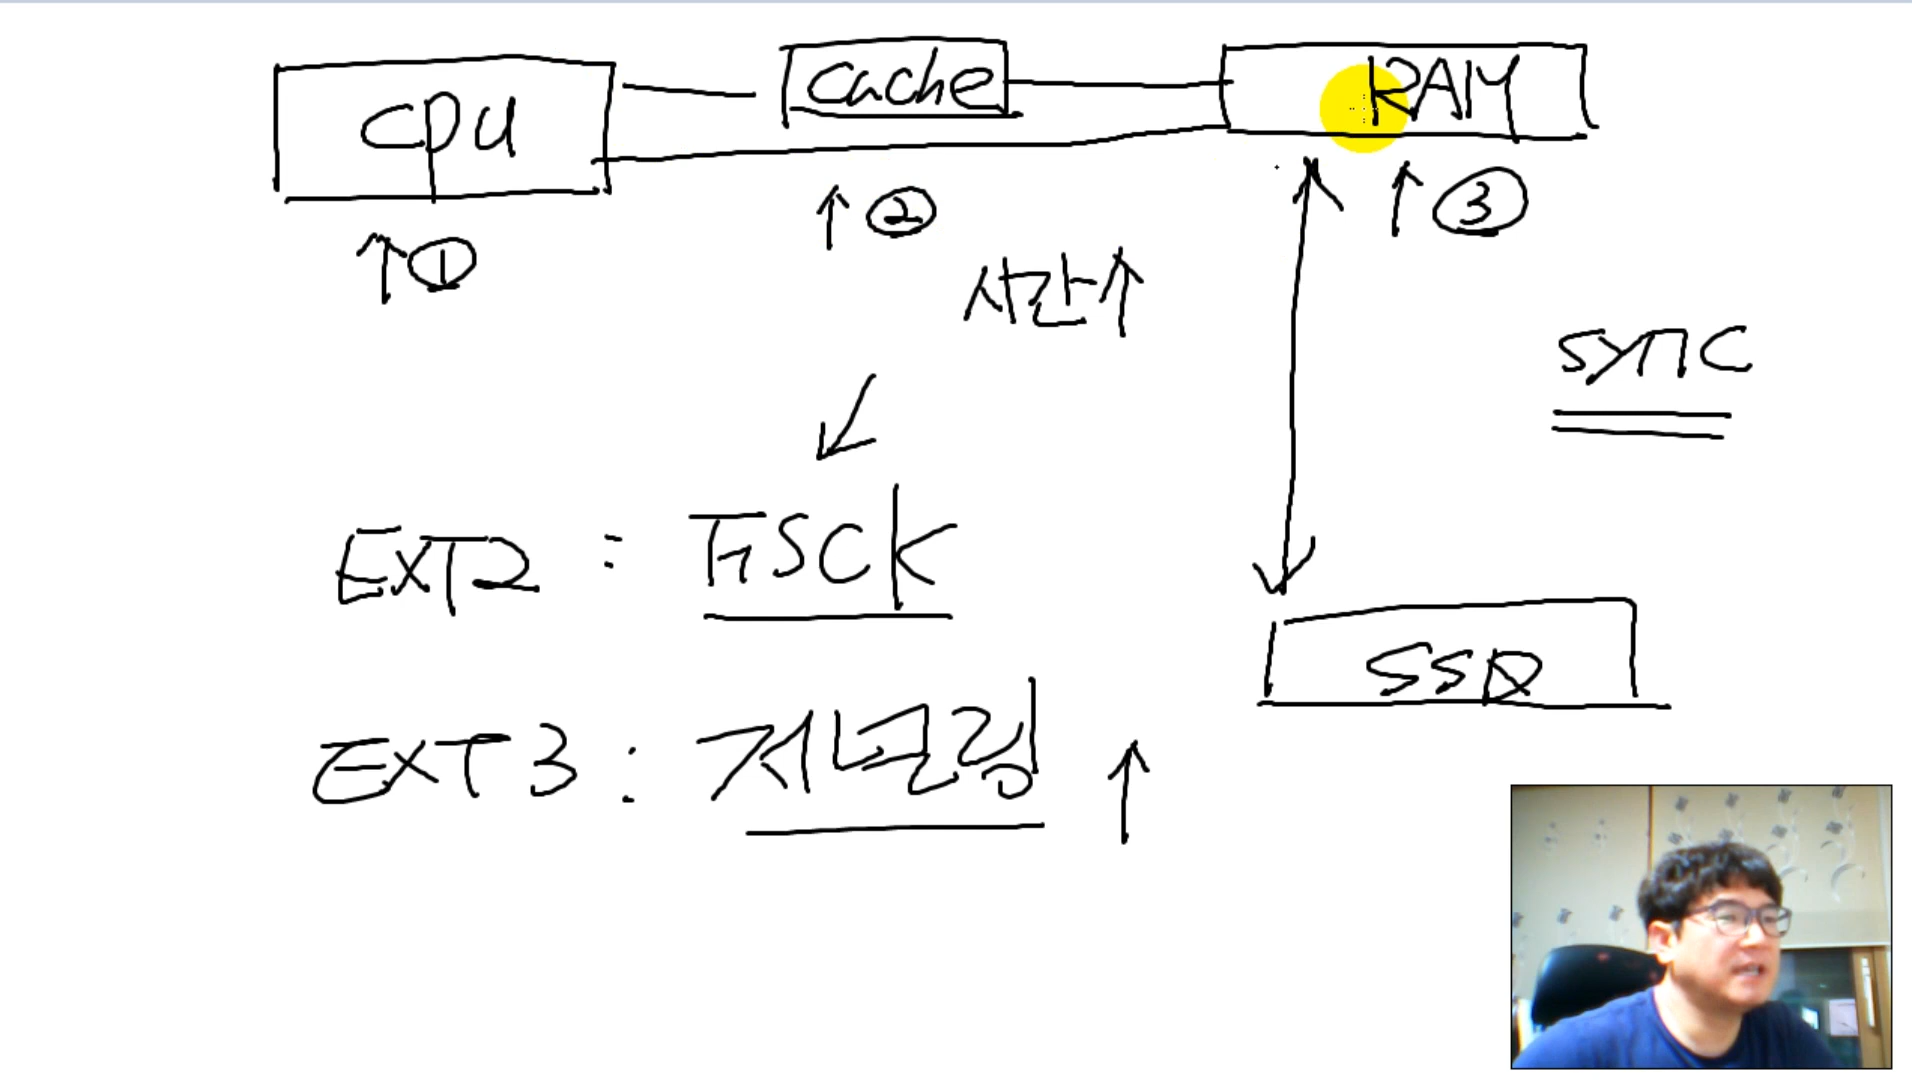 CPU
cache
RAM
↑ ①
↑ ②
↑ ③
시간↑
SYNC
EXT2 : FSCK
SSD
EXT3 : 저널링 ↑